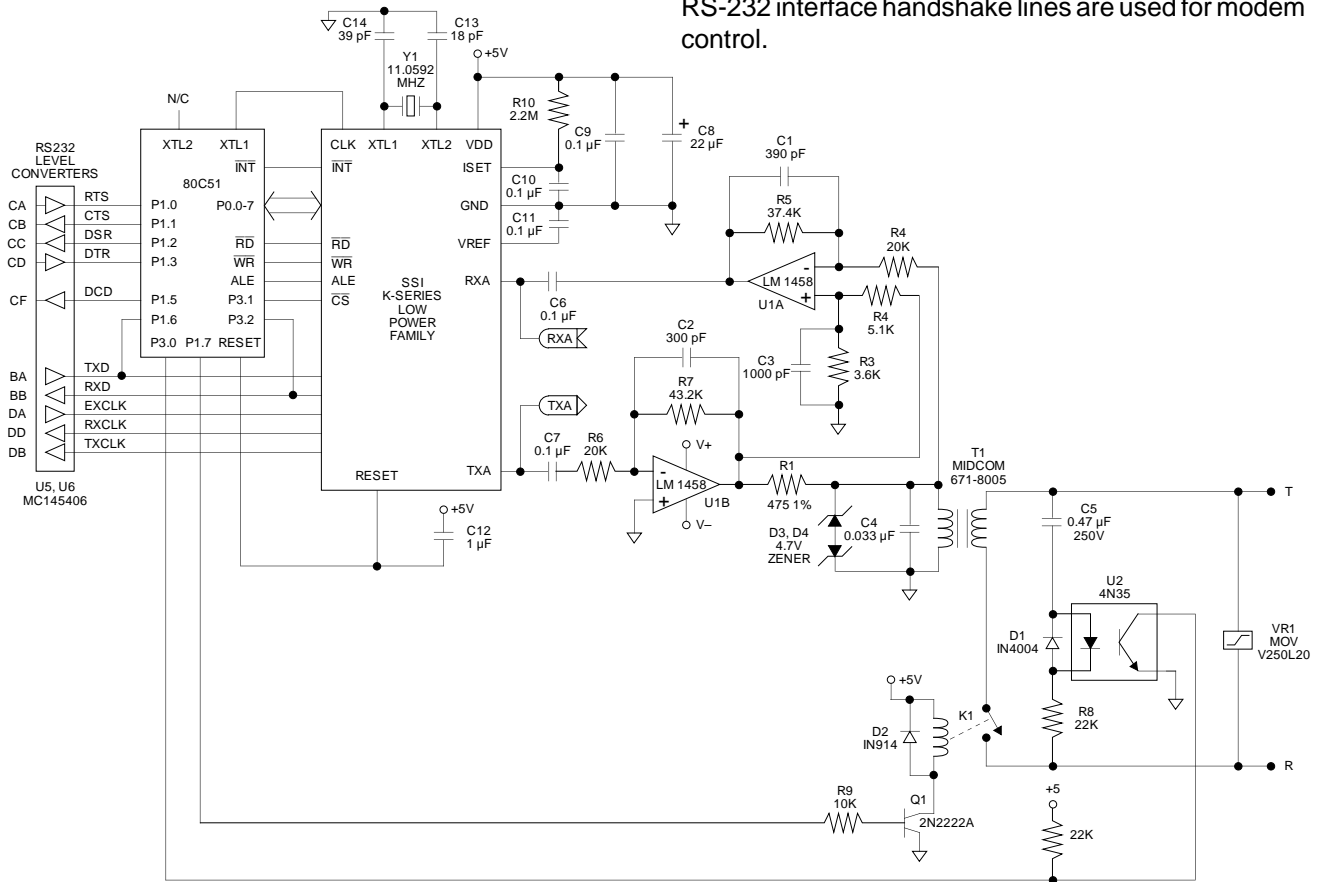 RS-232 interface handshake lines are used for modem
control.
C14
39 pF
C13
18 pF
Y1
11.0592
MHZ
+5V
N/C
R10
2.2M
C9
0.1 µF
+
C8
22 µF
C1
390 pF
RS232
LEVEL
CONVERTERS
XTL2
XTL1
CLK
XTL1
XTL2
VDD
INT
INT
ISET
80C51
C10
0.1 µF
R5
37.4K
CA
RTS
P1.0
P0.0-7
GND
CB
CTS
P1.1
C11
0.1 µF
R4
20K
CC
DSR
P1.2
RD
RD
VREF
CD
DTR
P1.3
WR
WR
ALE
ALE
SSI
K-SERIES
LOW
POWER
FAMILY
RXA
-
LM 1458
+
U1A
CF
DCD
P1.5
P3.1
CS
P1.6
P3.2
C6
0.1 µF
R4
5.1K
P3.0
P1.7
RESET
RXA
C2
300 pF
C3
1000 pF
R3
3.6K
BA
TXD
BB
RXD
R7
43.2K
DA
EXCLK
TXA
DD
RXCLK
DB
TXCLK
C7
0.1 µF
R6
20K
V+
T1
MIDCOM
671-8005
RESET
TXA
-
LM 1458
+
U1B
V–
R1
475 1%
T
U5, U6
MC145406
+5V
C12
1 µF
D3, D4
4.7V
ZENER
C4
0.033 µF
C5
0.47 µF
250V
U2
4N35
D1
IN4004
VR1
MOV
V250L20
+5V
K1
R8
22K
D2
IN914
R
R9
10K
Q1
2N2222A
+5
22K